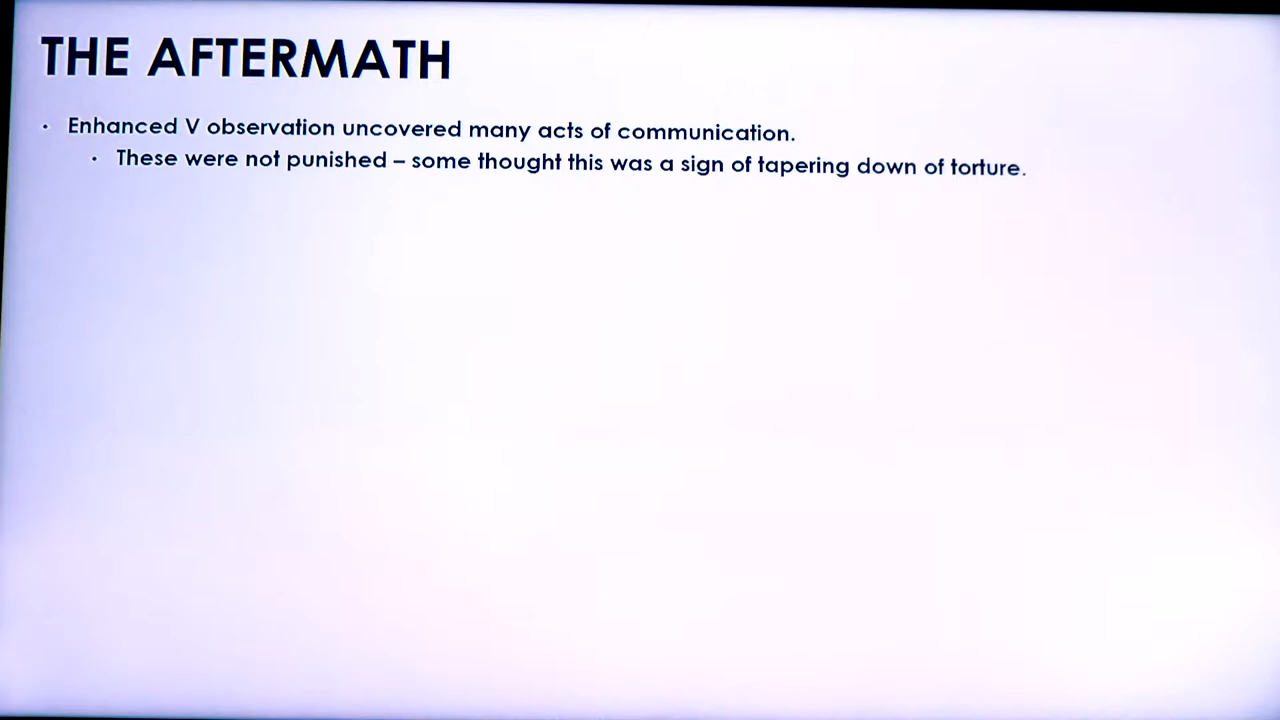 THE AFTERMATH
• Enhanced V observation uncovered many acts of communication.
• These were not punished – some thought this was a sign of tapering down of torture.